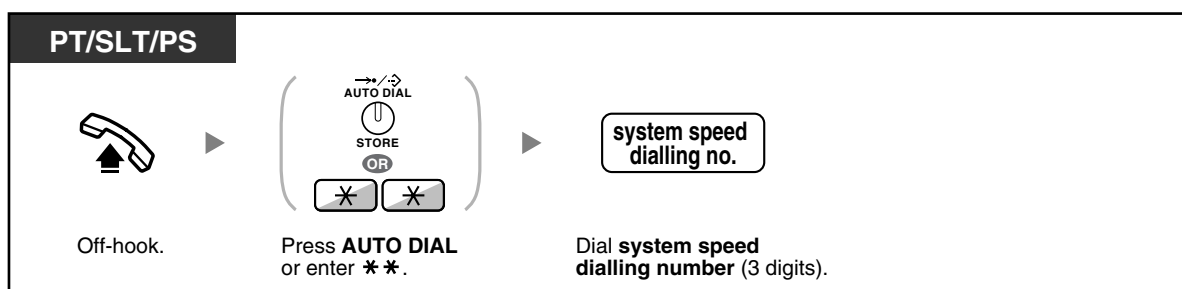 PT/SLT/PS
AUTO DIAL
STORE
OR
* *
system speed
dialling no.
Off-hook.
Press AUTO DIAL
or enter * *.
Dial system speed
dialling number (3 digits).